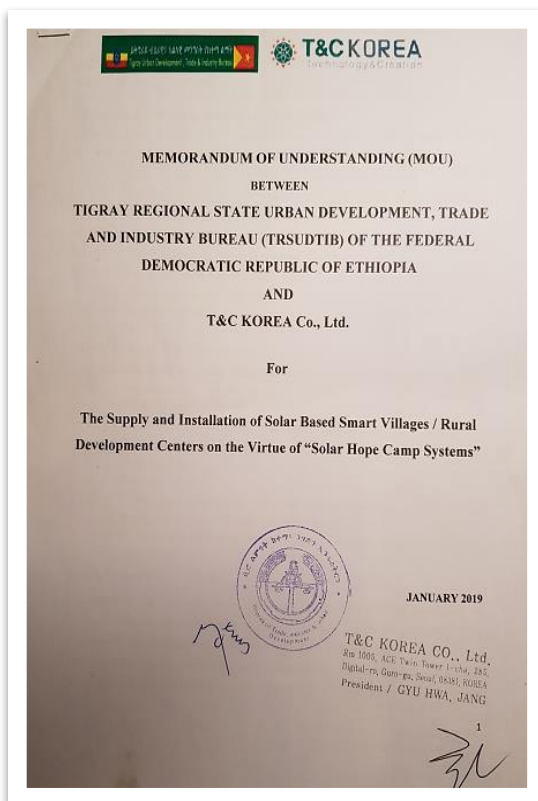 Tigray Urban Development, Trade & Industry Bureau
T&C KOREA
Technology&Creation
MEMORANDUM OF UNDERSTANDING (MOU)
BETWEEN
TIGRAY REGIONAL STATE URBAN DEVELOPMENT, TRADE
AND INDUSTRY BUREAU (TRSUDTIB) OF THE FEDERAL
DEMOCRATIC REPUBLIC OF ETHIOPIA
AND
T&C KOREA Co., Ltd.
For
The Supply and Installation of Solar Based Smart Villages / Rural
Development Centers on the Virtue of “Solar Hope Camp Systems”
JANUARY 2019
T&C KOREA CO., Ltd.
Rm 1005, ACE Twin Tower 1-cha, 285,
Digital-ro, Guro-gu, Seoul, 08381, KOREA
President / GYU HWA, JANG
1